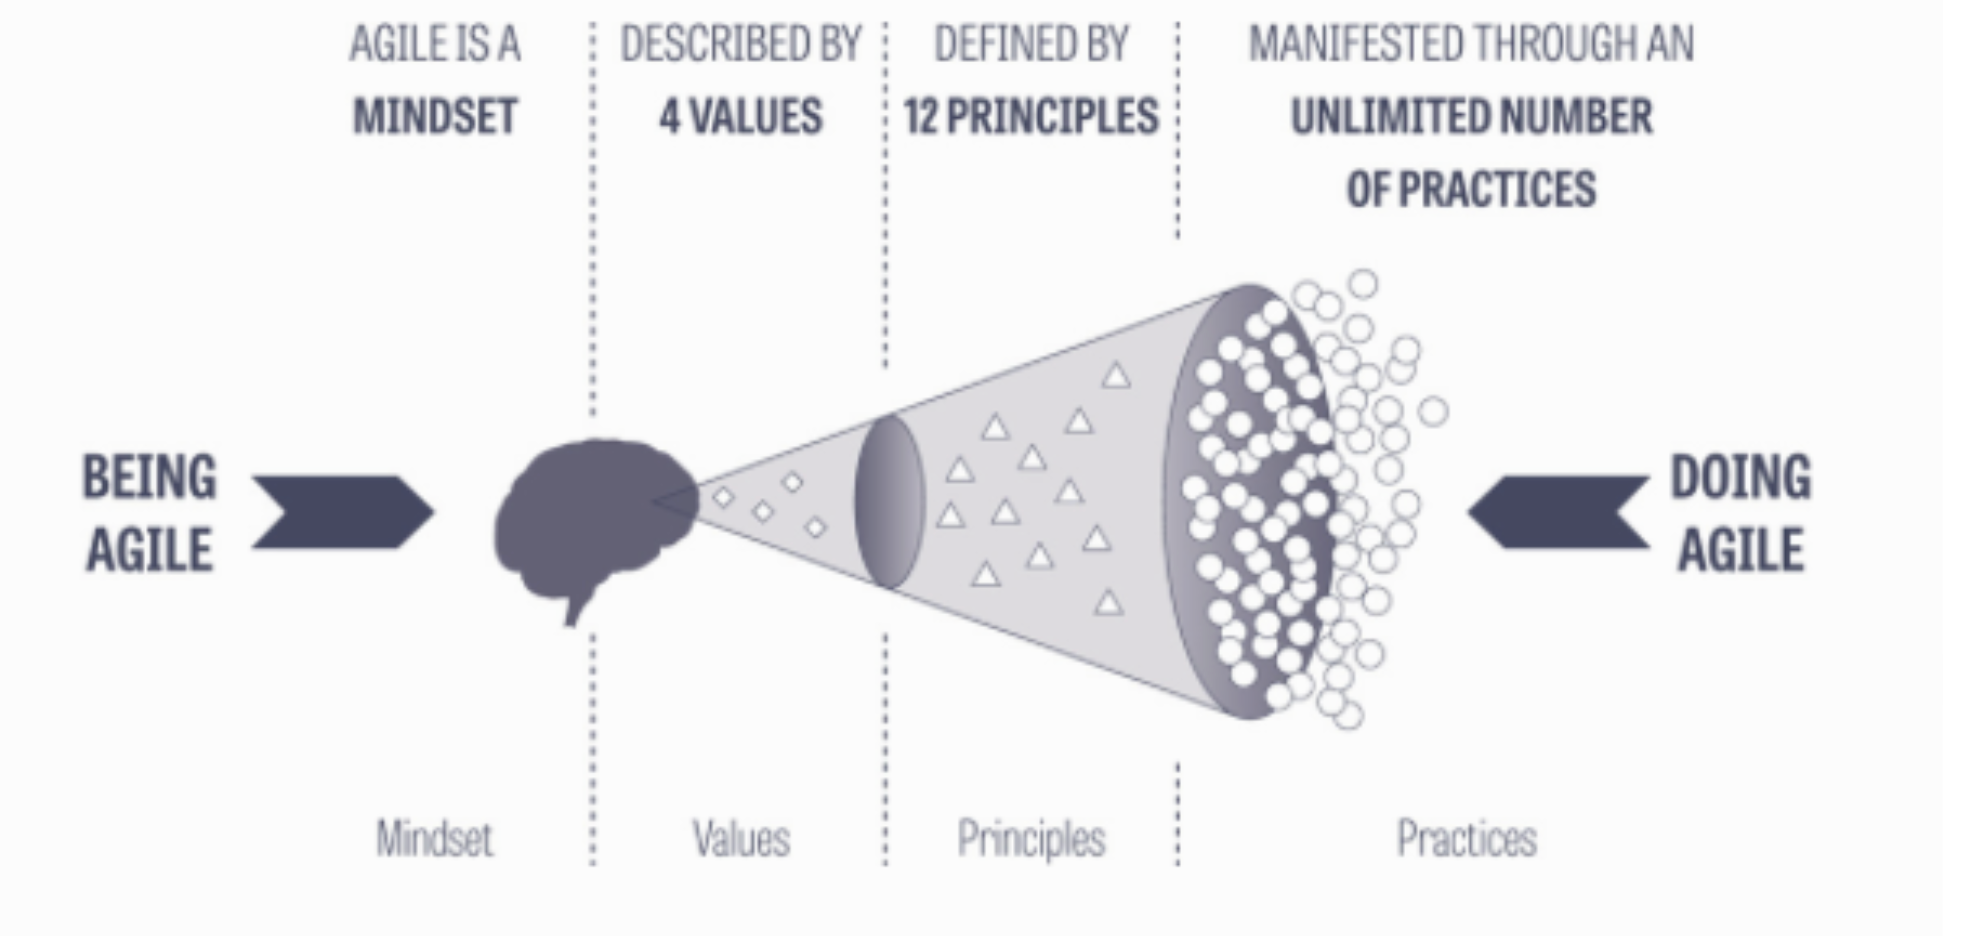 AGILE IS A
MINDSET
DESCRIBED BY
4 VALUES
DEFINED BY
12 PRINCIPLES
MANIFESTED THROUGH AN
UNLIMITED NUMBER
OF PRACTICES
BEING
AGILE
DOING
AGILE
Mindset
Values
Principles
Practices